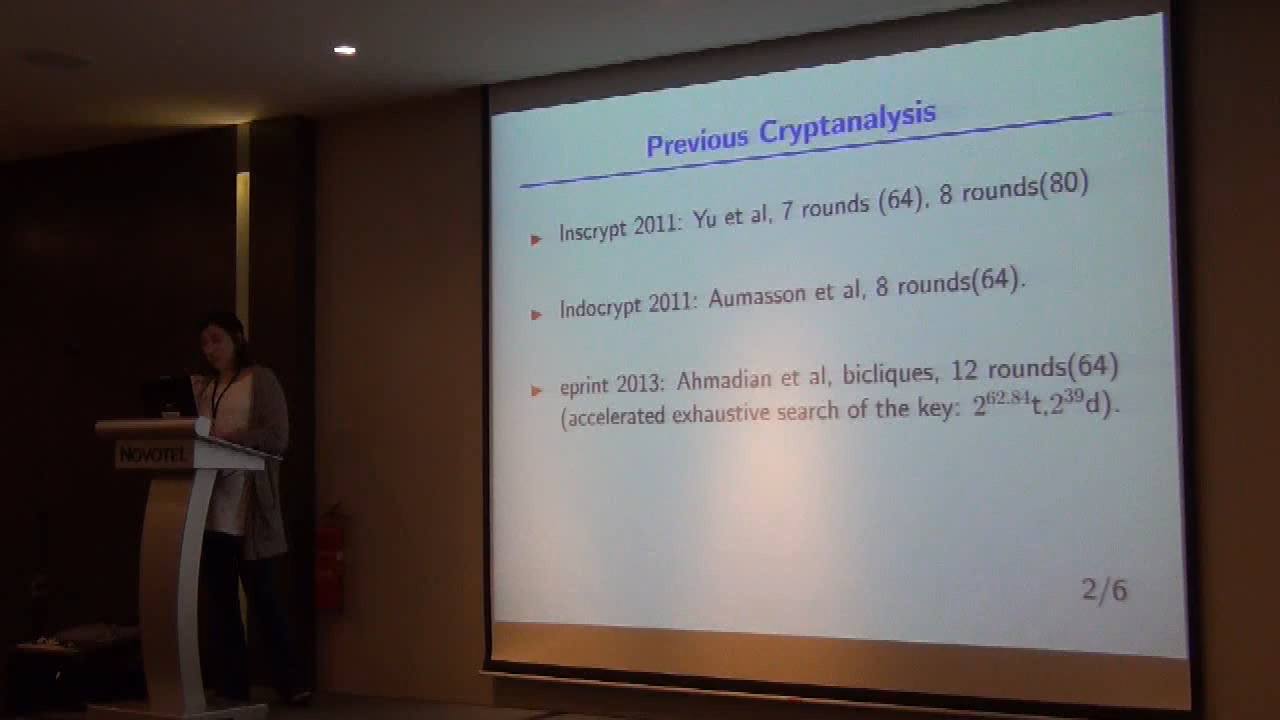 Previous Cryptanalysis
▶ Inscrypt 2011: Yu et al, 7 rounds (64), 8 rounds(80)
▶ Indocrypt 2011: Aumasson et al, 8 rounds(64).
▶ eprint 2013: Ahmadian et al, bicliques, 12 rounds(64)
(accelerated exhaustive search of the key: 2^62.84t,2^39d).
2/6
NOVOTEL